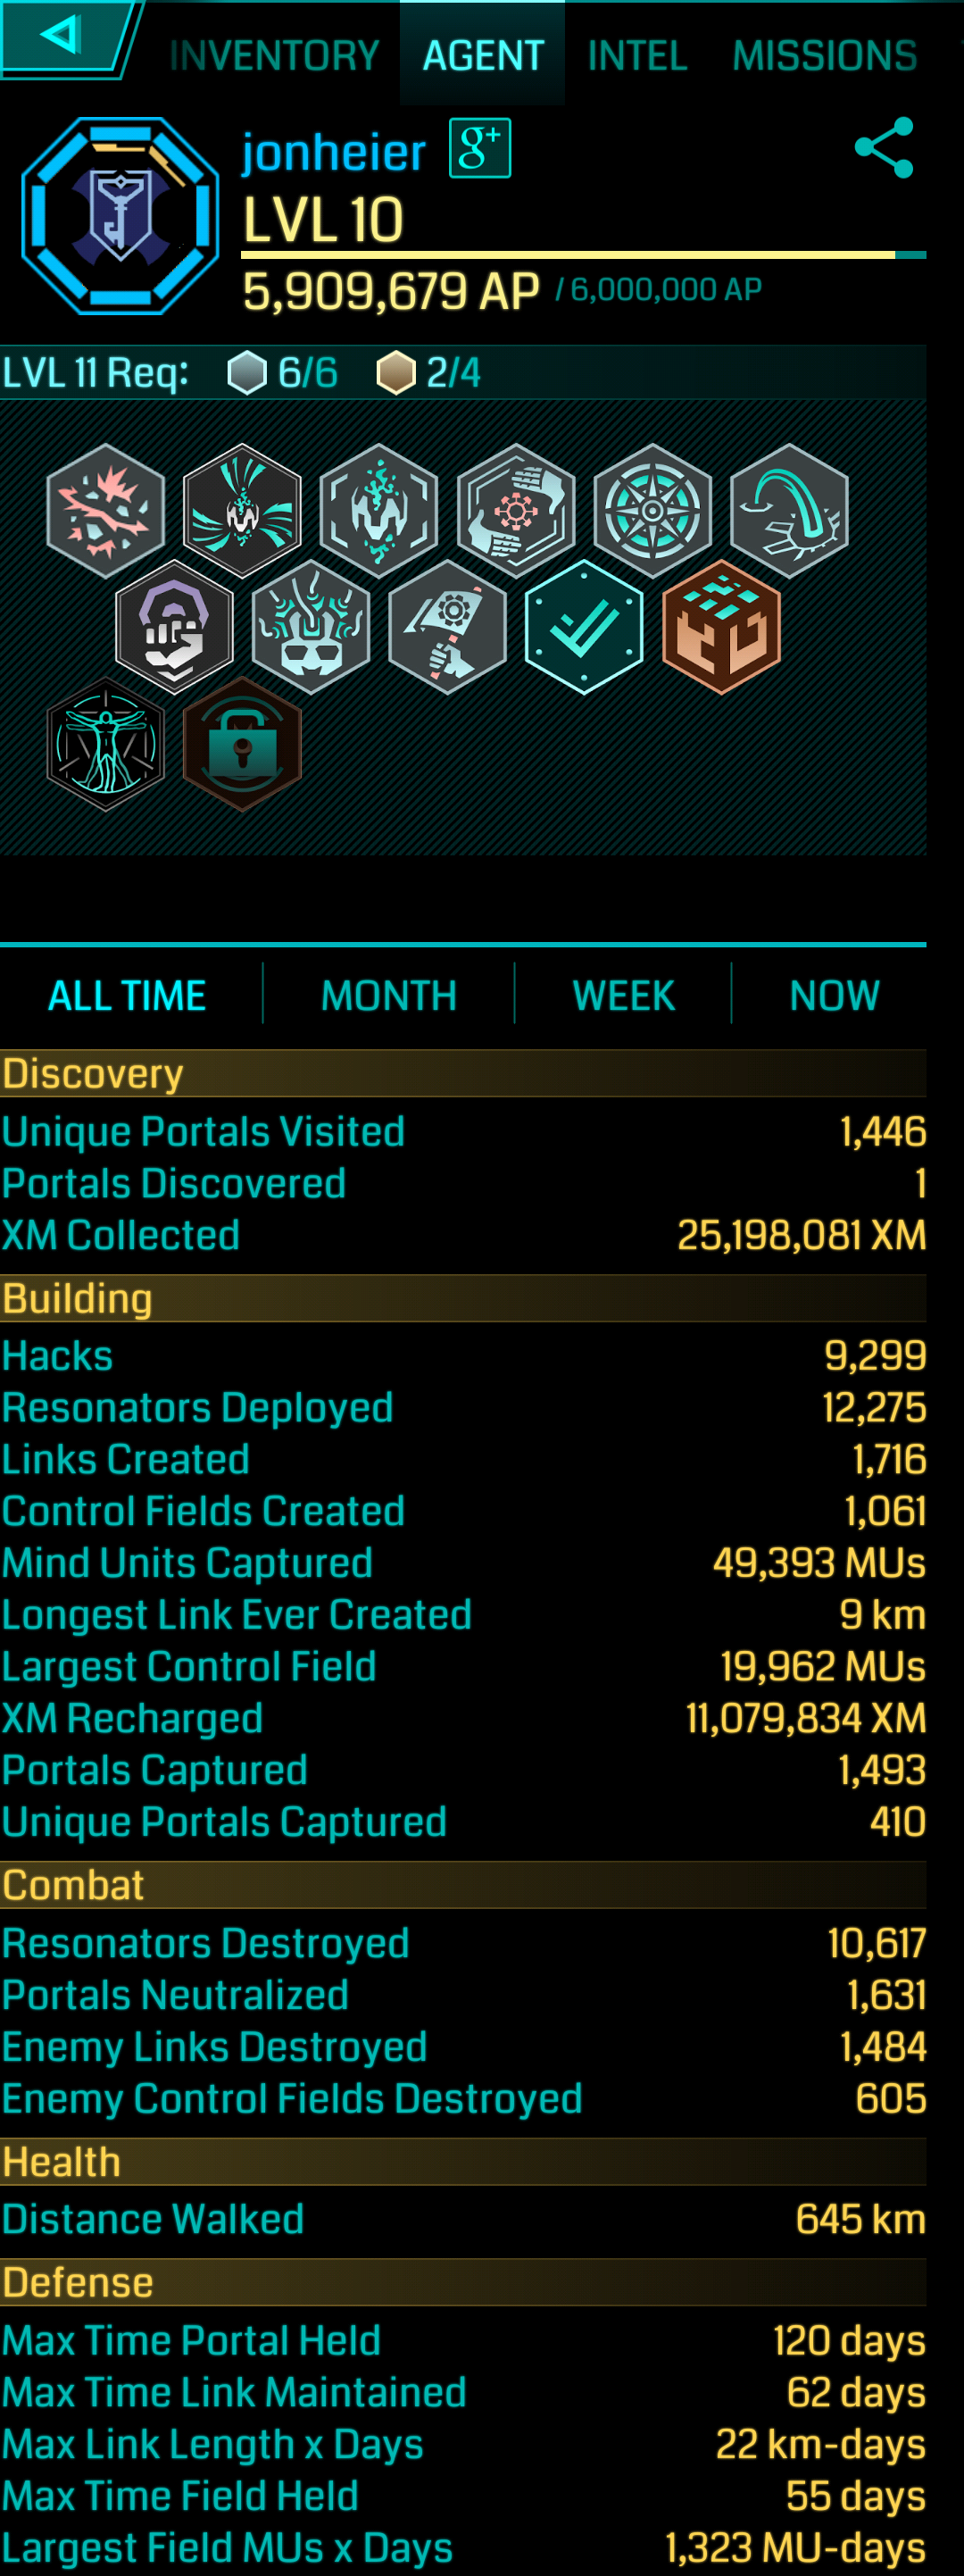 INVENTORY AGENT INTEL MISSIONS
jonheier g+
LVL 10
5,909,679 AP / 6,000,000 AP
LVL 11 Req: 6/6 2/4
ALL TIME MONTH WEEK NOW
Discovery
Unique Portals Visited 1,446
Portals Discovered 1
XM Collected 25,198,081 XM
Building
Hacks 9,299
Resonators Deployed 12,275
Links Created 1,716
Control Fields Created 1,061
Mind Units Captured 49,393 MUs
Longest Link Ever Created 9 km
Largest Control Field 19,962 MUs
XM Recharged 11,079,834 XM
Portals Captured 1,493
Unique Portals Captured 410
Combat
Resonators Destroyed 10,617
Portals Neutralized 1,631
Enemy Links Destroyed 1,484
Enemy Control Fields Destroyed 605
Health
Distance Walked 645 km
Defense
Max Time Portal Held 120 days
Max Time Link Maintained 62 days
Max Link Length x Days 22 km-days
Max Time Field Held 55 days
Largest Field MUs x Days 1,323 MU-days